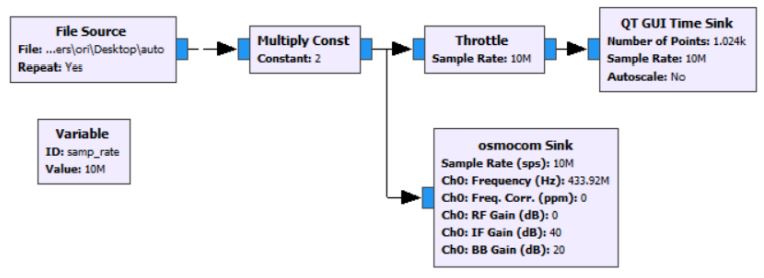 File Source
File: ...ers\ori\Desktop\auto
Repeat: Yes
Multiply Const
Constant: 2
Throttle
Sample Rate: 10M
QT GUI Time Sink
Number of Points: 1.024k
Sample Rate: 10M
Autoscale: No
Variable
ID: samp_rate
Value: 10M
osmocom Sink
Sample Rate (sps): 10M
Ch0: Frequency (Hz): 433.92M
Ch0: Freq. Corr. (ppm): 0
Ch0: RF Gain (dB): 0
Ch0: IF Gain (dB): 40
Ch0: BB Gain (dB): 20